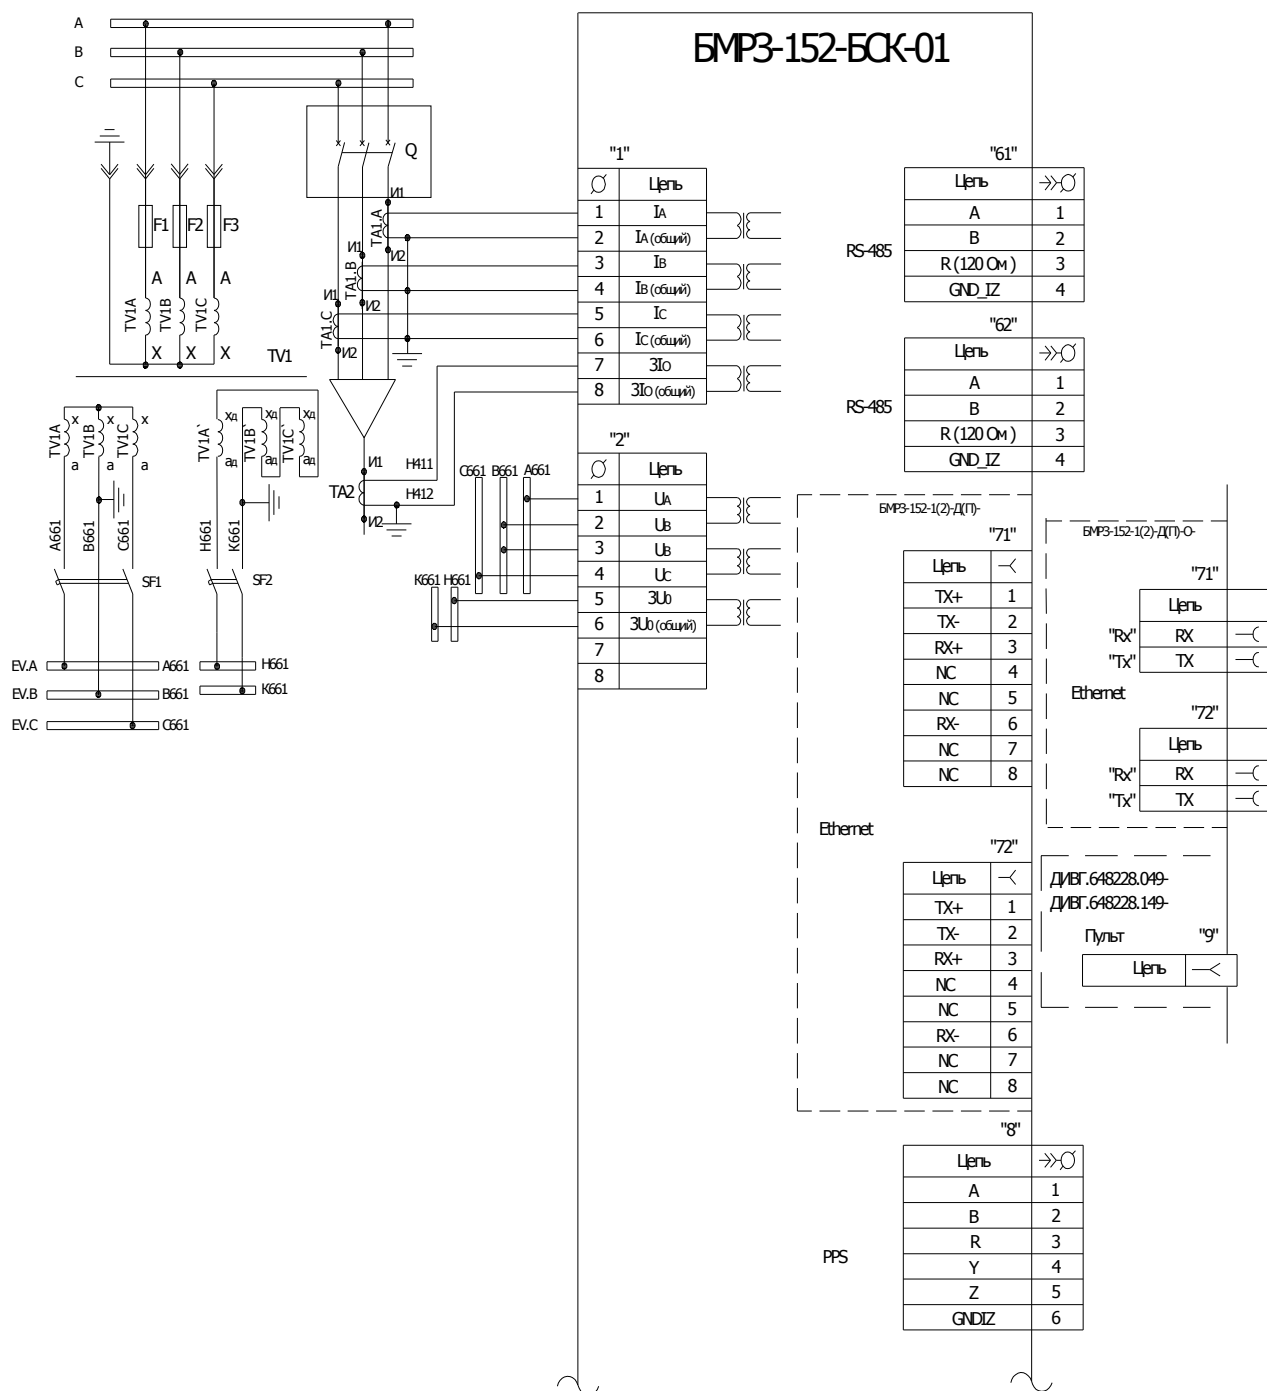 БМРЗ-152-БСК-01
A
B
C
Q
F1
F2
F3
A
A
A
TV1A
TV1B
TV1C
X
X
X
TV1
И1
TA1.A
И2
И1
TA1.B
И2
И1
TA1.C
И2
"1"
Цепь
1 IA
2 IA (общий)
3 IB
4 IB (общий)
5 IC
6 IC (общий)
7 3IO
8 3IO (общий)
"2"
Цепь
1 UA
2 UB
3 UB
4 UC
5 3U0
6 3U0 (общий)
7
8
x
x
x
TV1A
TV1B
TV1C
a
a
a
xд
xд
xд
TV1A`
TV1B`
TV1C`
aд
aд
aд
A661
B661
C661
H661
K661
SF1
SF2
EV.A
A661
EV.B
B661
EV.C
C661
H661
K661
И1
TA2
И2
H411
H412
C661
B661
A661
K661
H661
"61"
RS-485
Цепь
A 1
B 2
R (120 Ом) 3
GND_IZ 4
"62"
RS-485
Цепь
A 1
B 2
R (120 Ом) 3
GND_IZ 4
БМРЗ-152-1(2)-Д(П)-
"71"
Цепь
TX+ 1
TX- 2
RX+ 3
NC 4
NC 5
RX- 6
NC 7
NC 8
Ethernet
"72"
Цепь
TX+ 1
TX- 2
RX+ 3
NC 4
NC 5
RX- 6
NC 7
NC 8
БМРЗ-152-1(2)-Д(П)-О-
"71"
Цепь
"Rx" RX
"Tx" TX
Ethernet
"72"
Цепь
"Rx" RX
"Tx" TX
ДИВГ.648228.049-
ДИВГ.648228.149-
Пульт "9"
Цепь
"8"
PPS
Цепь
A 1
B 2
R 3
Y 4
Z 5
GNDIZ 6